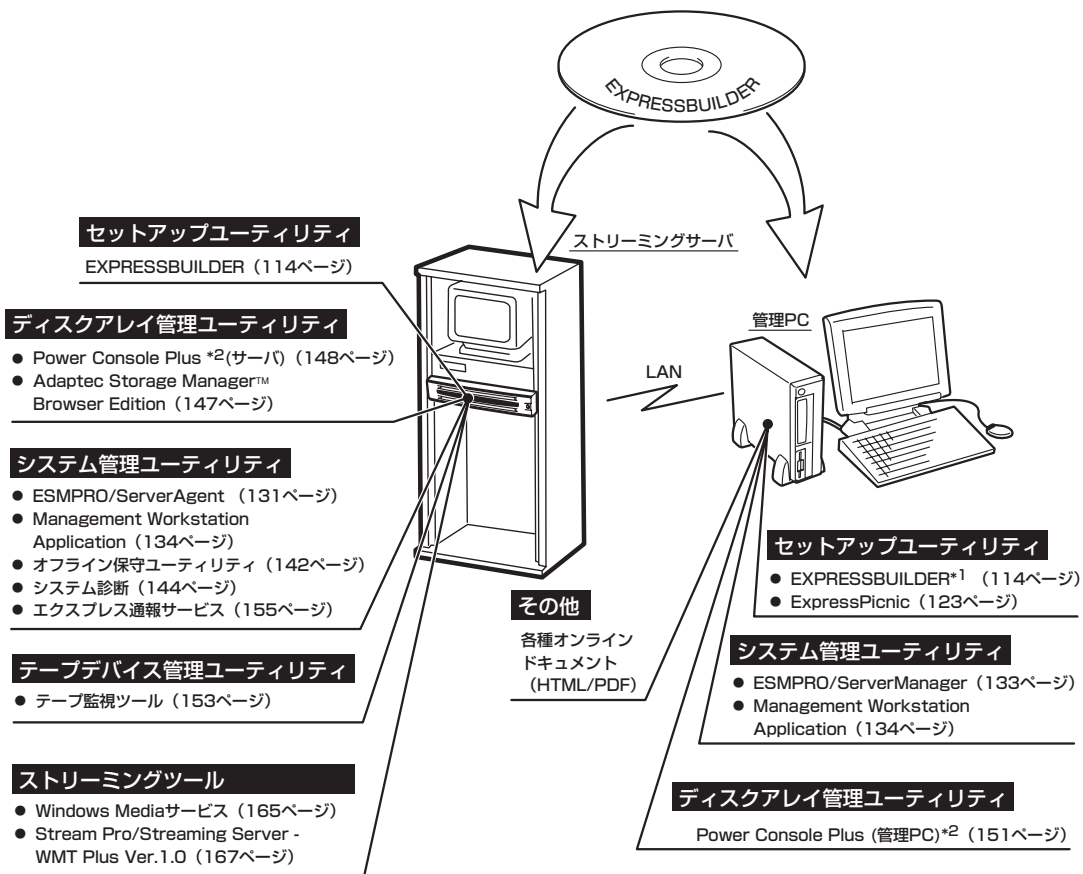 EXPRESSBUILDER
ストリーミングサーバ
管理PC
LAN
セットアップユーティリティ
EXPRESSBUILDER（114ページ）
ディスクアレイ管理ユーティリティ
● Power Console Plus *2(サーバ)（148ページ）
● Adaptec Storage Manager™
Browser Edition（147ページ）
システム管理ユーティリティ
● ESMPRO/ServerAgent （131ページ）
● Management Workstation
Application（134ページ）
● オフライン保守ユーティリティ（142ページ）
● システム診断（144ページ）
● エクスプレス通報サービス（155ページ）
テープデバイス管理ユーティリティ
● テープ監視ツール（153ページ）
ストリーミングツール
● Windows Mediaサービス（165ページ）
● Stream Pro/Streaming Server -
WMT Plus Ver.1.0（167ページ）
その他
各種オンライン
ドキュメント
（HTML/PDF）
セットアップユーティリティ
● EXPRESSBUILDER*1 （114ページ）
● ExpressPicnic（123ページ）
システム管理ユーティリティ
● ESMPRO/ServerManager（133ページ）
● Management Workstation
Application（134ページ）
ディスクアレイ管理ユーティリティ
Power Console Plus (管理PC)*2（151ページ）